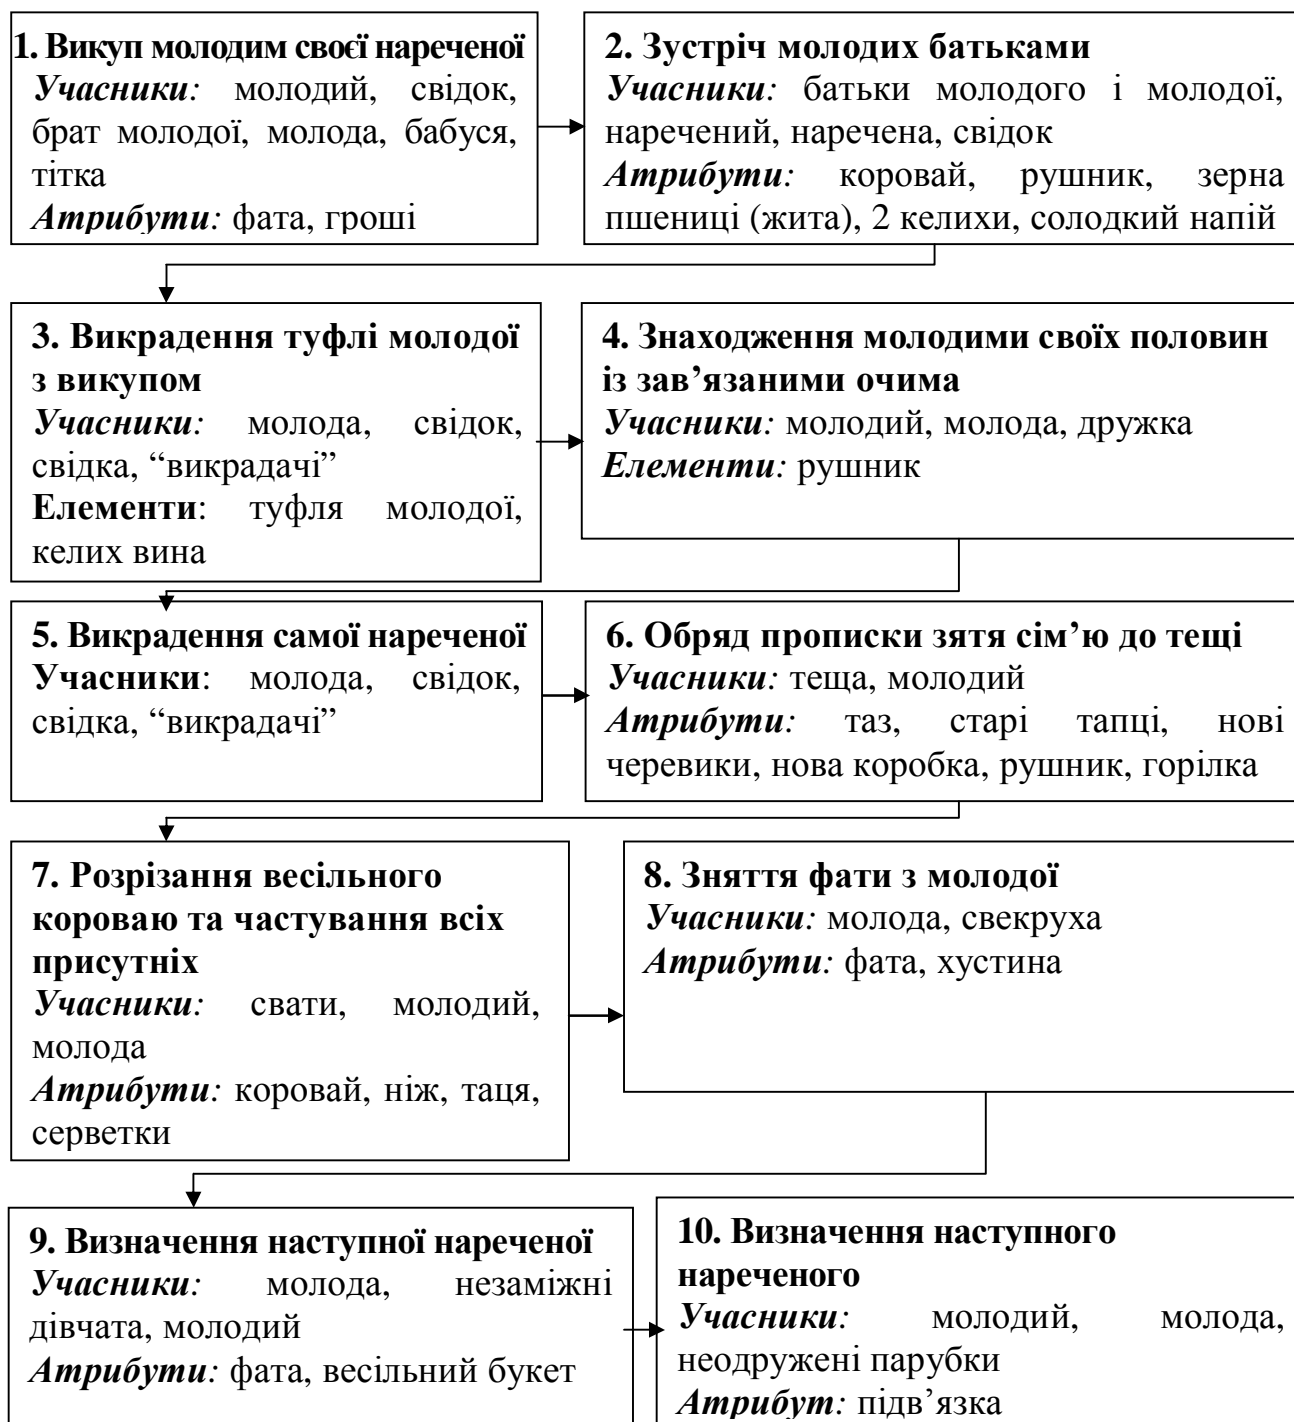 1. Викуп молодим своєї нареченої
Учасники: молодий, свідок,
брат молодої, молода, бабуся,
тітка
Атрибути: фата, гроші
2. Зустріч молодих батьками
Учасники: батьки молодого і молодої,
наречений, наречена, свідок
Атрибути: коровай, рушник, зерна
пшениці (жита), 2 келихи, солодкий напій
3. Викрадення туфлі молодої
з викупом
Учасники: молода, свідок,
свідка, “викрадачі”
Елементи: туфля молодої,
келих вина
4. Знаходження молодими своїх половин
із зав’язаними очима
Учасники: молодий, молода, дружка
Елементи: рушник
5. Викрадення самої нареченої
Учасники: молода, свідок,
свідка, “викрадачі”
6. Обряд прописки зятя сім’ю до тещі
Учасники: теща, молодий
Атрибути: таз, старі тапці, нові
черевики, нова коробка, рушник, горілка
7. Розрізання весільного
короваю та частування всіх
присутніх
Учасники: свати, молодий,
молода
Атрибути: коровай, ніж, таця,
серветки
8. Зняття фати з молодої
Учасники: молода, свекруха
Атрибути: фата, хустина
9. Визначення наступної нареченої
Учасники: молода, незаміжні
дівчата, молодий
Атрибути: фата, весільний букет
10. Визначення наступного
нареченого
Учасники: молодий, молода,
неодружені парубки
Атрибут: підв’язка